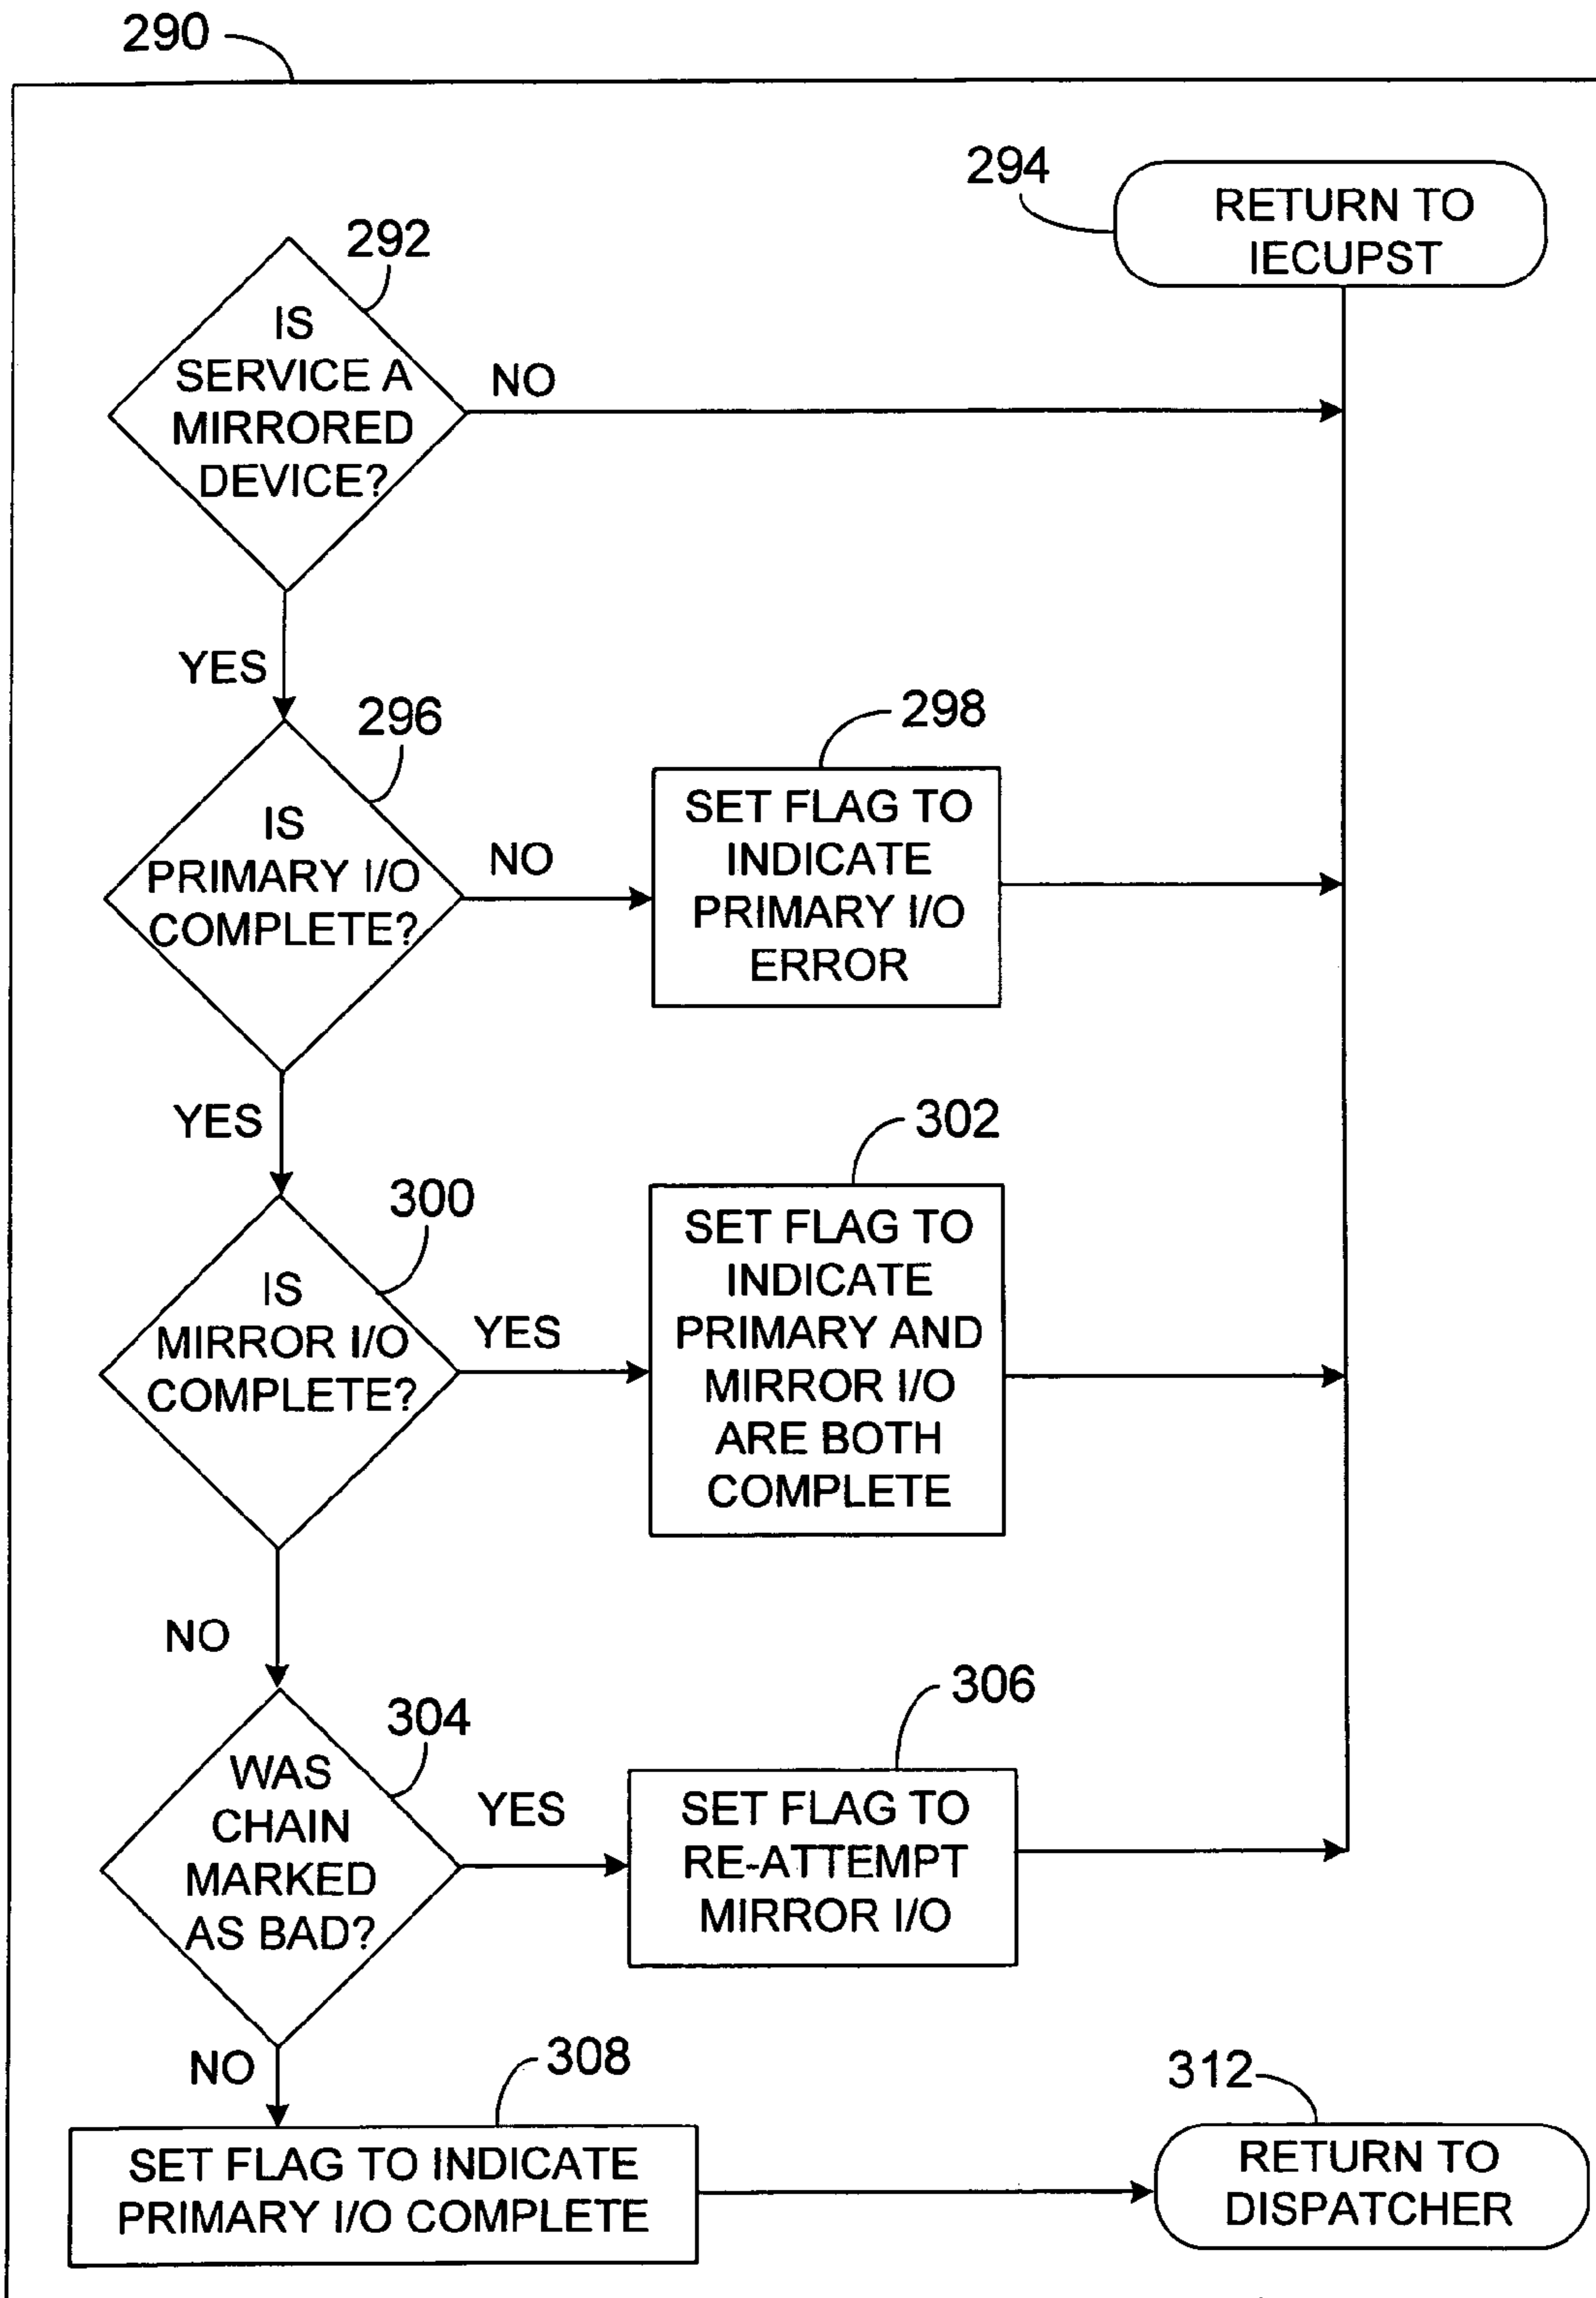 290
294
RETURN TO
IECUPST
292
IS
SERVICE A
MIRRORED
DEVICE?
NO
YES
296
IS
PRIMARY I/O
COMPLETE?
NO
298
SET FLAG TO
INDICATE
PRIMARY I/O
ERROR
YES
300
IS
MIRROR I/O
COMPLETE?
YES
302
SET FLAG TO
INDICATE
PRIMARY AND
MIRROR I/O
ARE BOTH
COMPLETE
NO
304
WAS
CHAIN
MARKED
AS BAD?
YES
306
SET FLAG TO
RE-ATTEMPT
MIRROR I/O
NO
308
SET FLAG TO INDICATE
PRIMARY I/O COMPLETE
312
RETURN TO
DISPATCHER